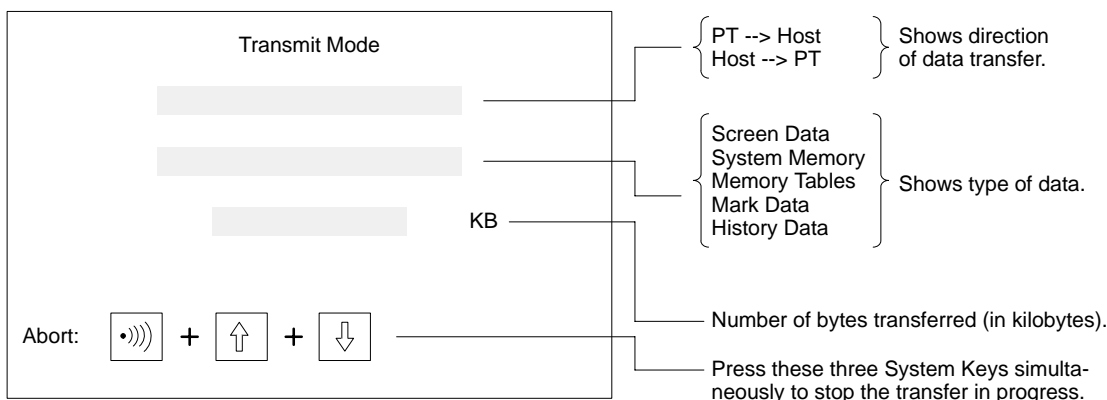 Transmit Mode
PT --> Host
Host --> PT
Shows direction
of data transfer.
Screen Data
System Memory
Memory Tables
Mark Data
History Data
Shows type of data.
KB
Number of bytes transferred (in kilobytes).
Abort: + +
Press these three System Keys simulta-
neously to stop the transfer in progress.